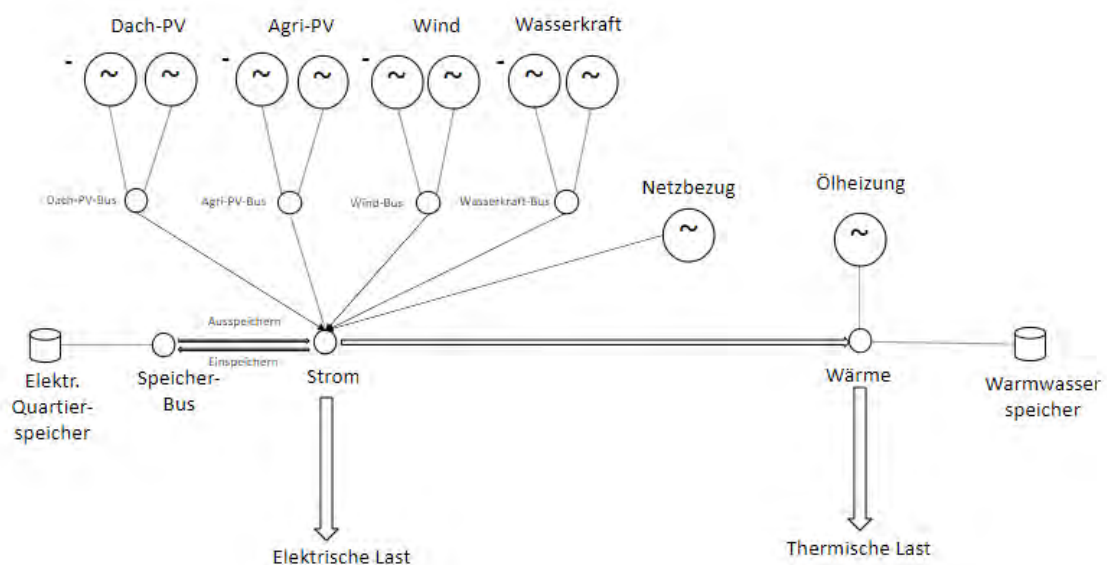 Dach-PV
Agri-PV
Wind
Wasserkraft
-
~
~
-
~
~
-
~
~
-
~
~
Dach-PV-Bus
Agri-PV-Bus
Wind-Bus
Wasserkraft-Bus
Netzbezug
~
Ölheizung
~
Ausspeichern
Einspeichern
Elektr.
Quartier-
speicher
Speicher-
Bus
Strom
Wärme
Warmwasser
speicher
Elektrische Last
Thermische Last